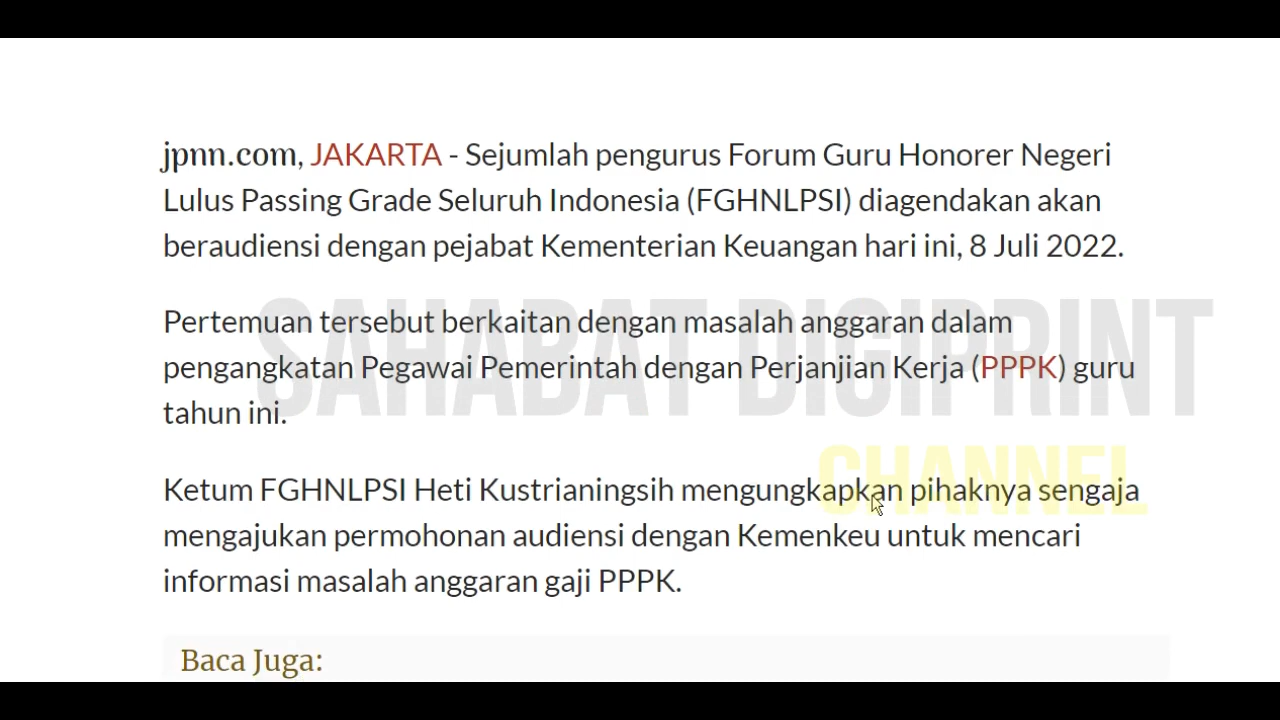 jpnn.com, JAKARTA - Sejumlah pengurus Forum Guru Honorer Negeri
Lulus Passing Grade Seluruh Indonesia (FGHNLPSI) diagendakan akan
beraudiensi dengan pejabat Kementerian Keuangan hari ini, 8 Juli 2022.
Pertemuan tersebut berkaitan dengan masalah anggaran dalam
pengangkatan Pegawai Pemerintah dengan Perjanjian Kerja (PPPK) guru
tahun ini.
SAHABAT DIGIPRINT
CHANNEL
Ketum FGHNLPSI Heti Kustrianingsih mengungkapkan pihaknya sengaja
mengajukan permohonan audiensi dengan Kemenkeu untuk mencari
informasi masalah anggaran gaji PPPK.
Baca Juga: